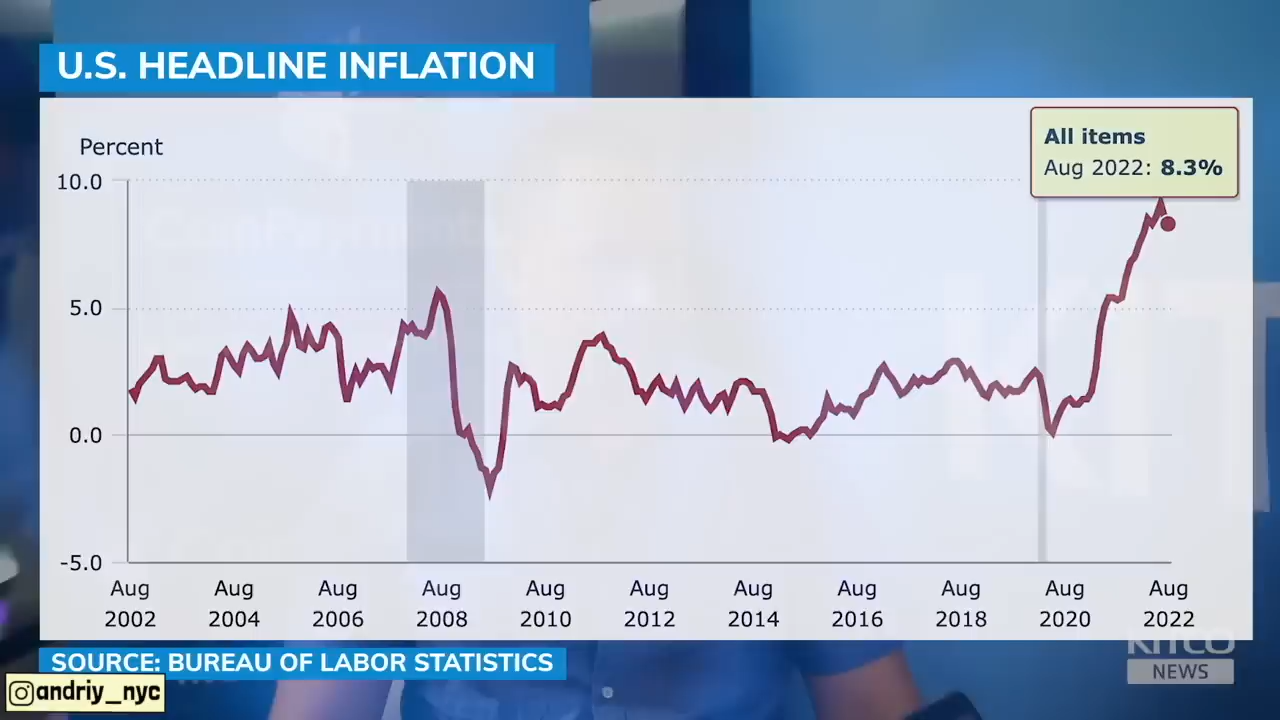 U.S. HEADLINE INFLATION
Percent
All items
Aug 2022: 8.3%
10.0
5.0
0.0
-5.0
Aug Aug Aug Aug Aug Aug Aug Aug Aug Aug Aug
2002 2004 2006 2008 2010 2012 2014 2016 2018 2020 2022
SOURCE: BUREAU OF LABOR STATISTICS
KITCO
NEWS
andriy_nyc